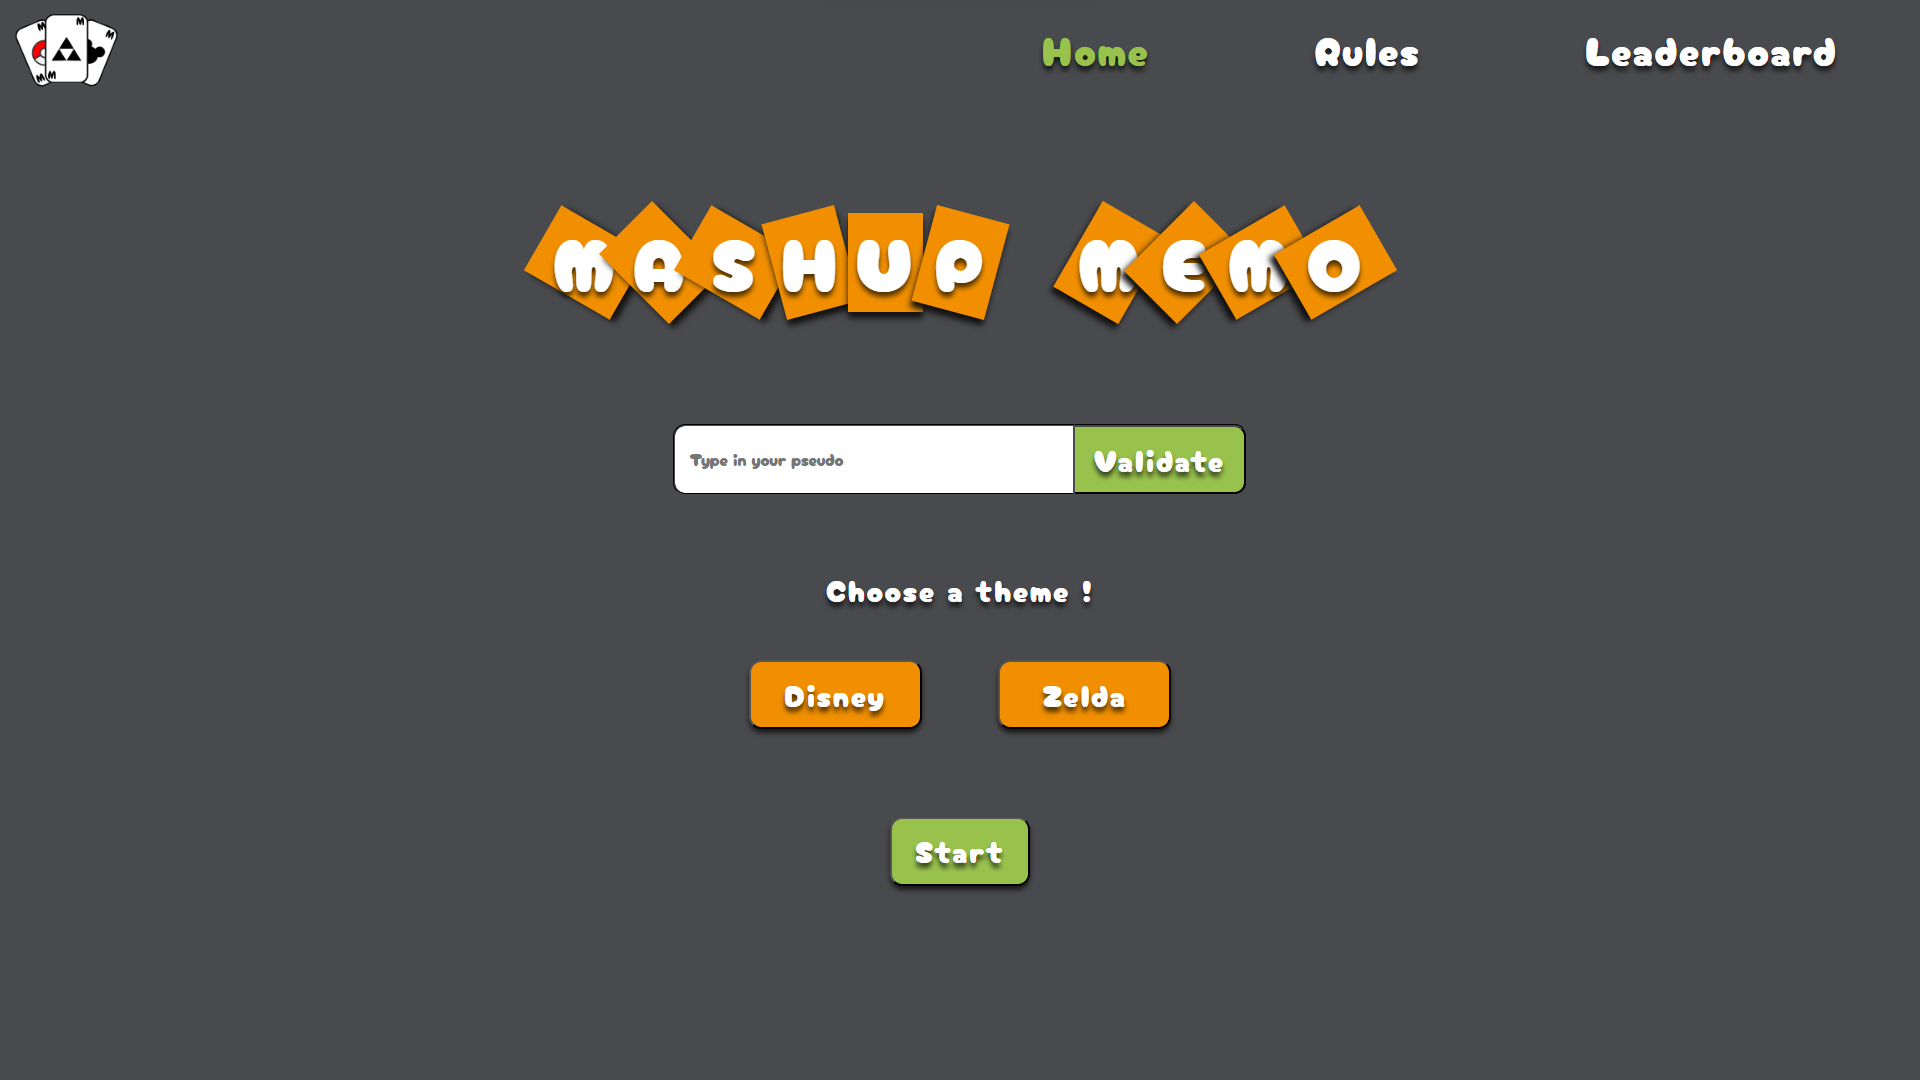 Home Rules Leaderboard
MASHUP MEMO
Type in your pseudo Validate
Choose a theme !
Disney Zelda
Start